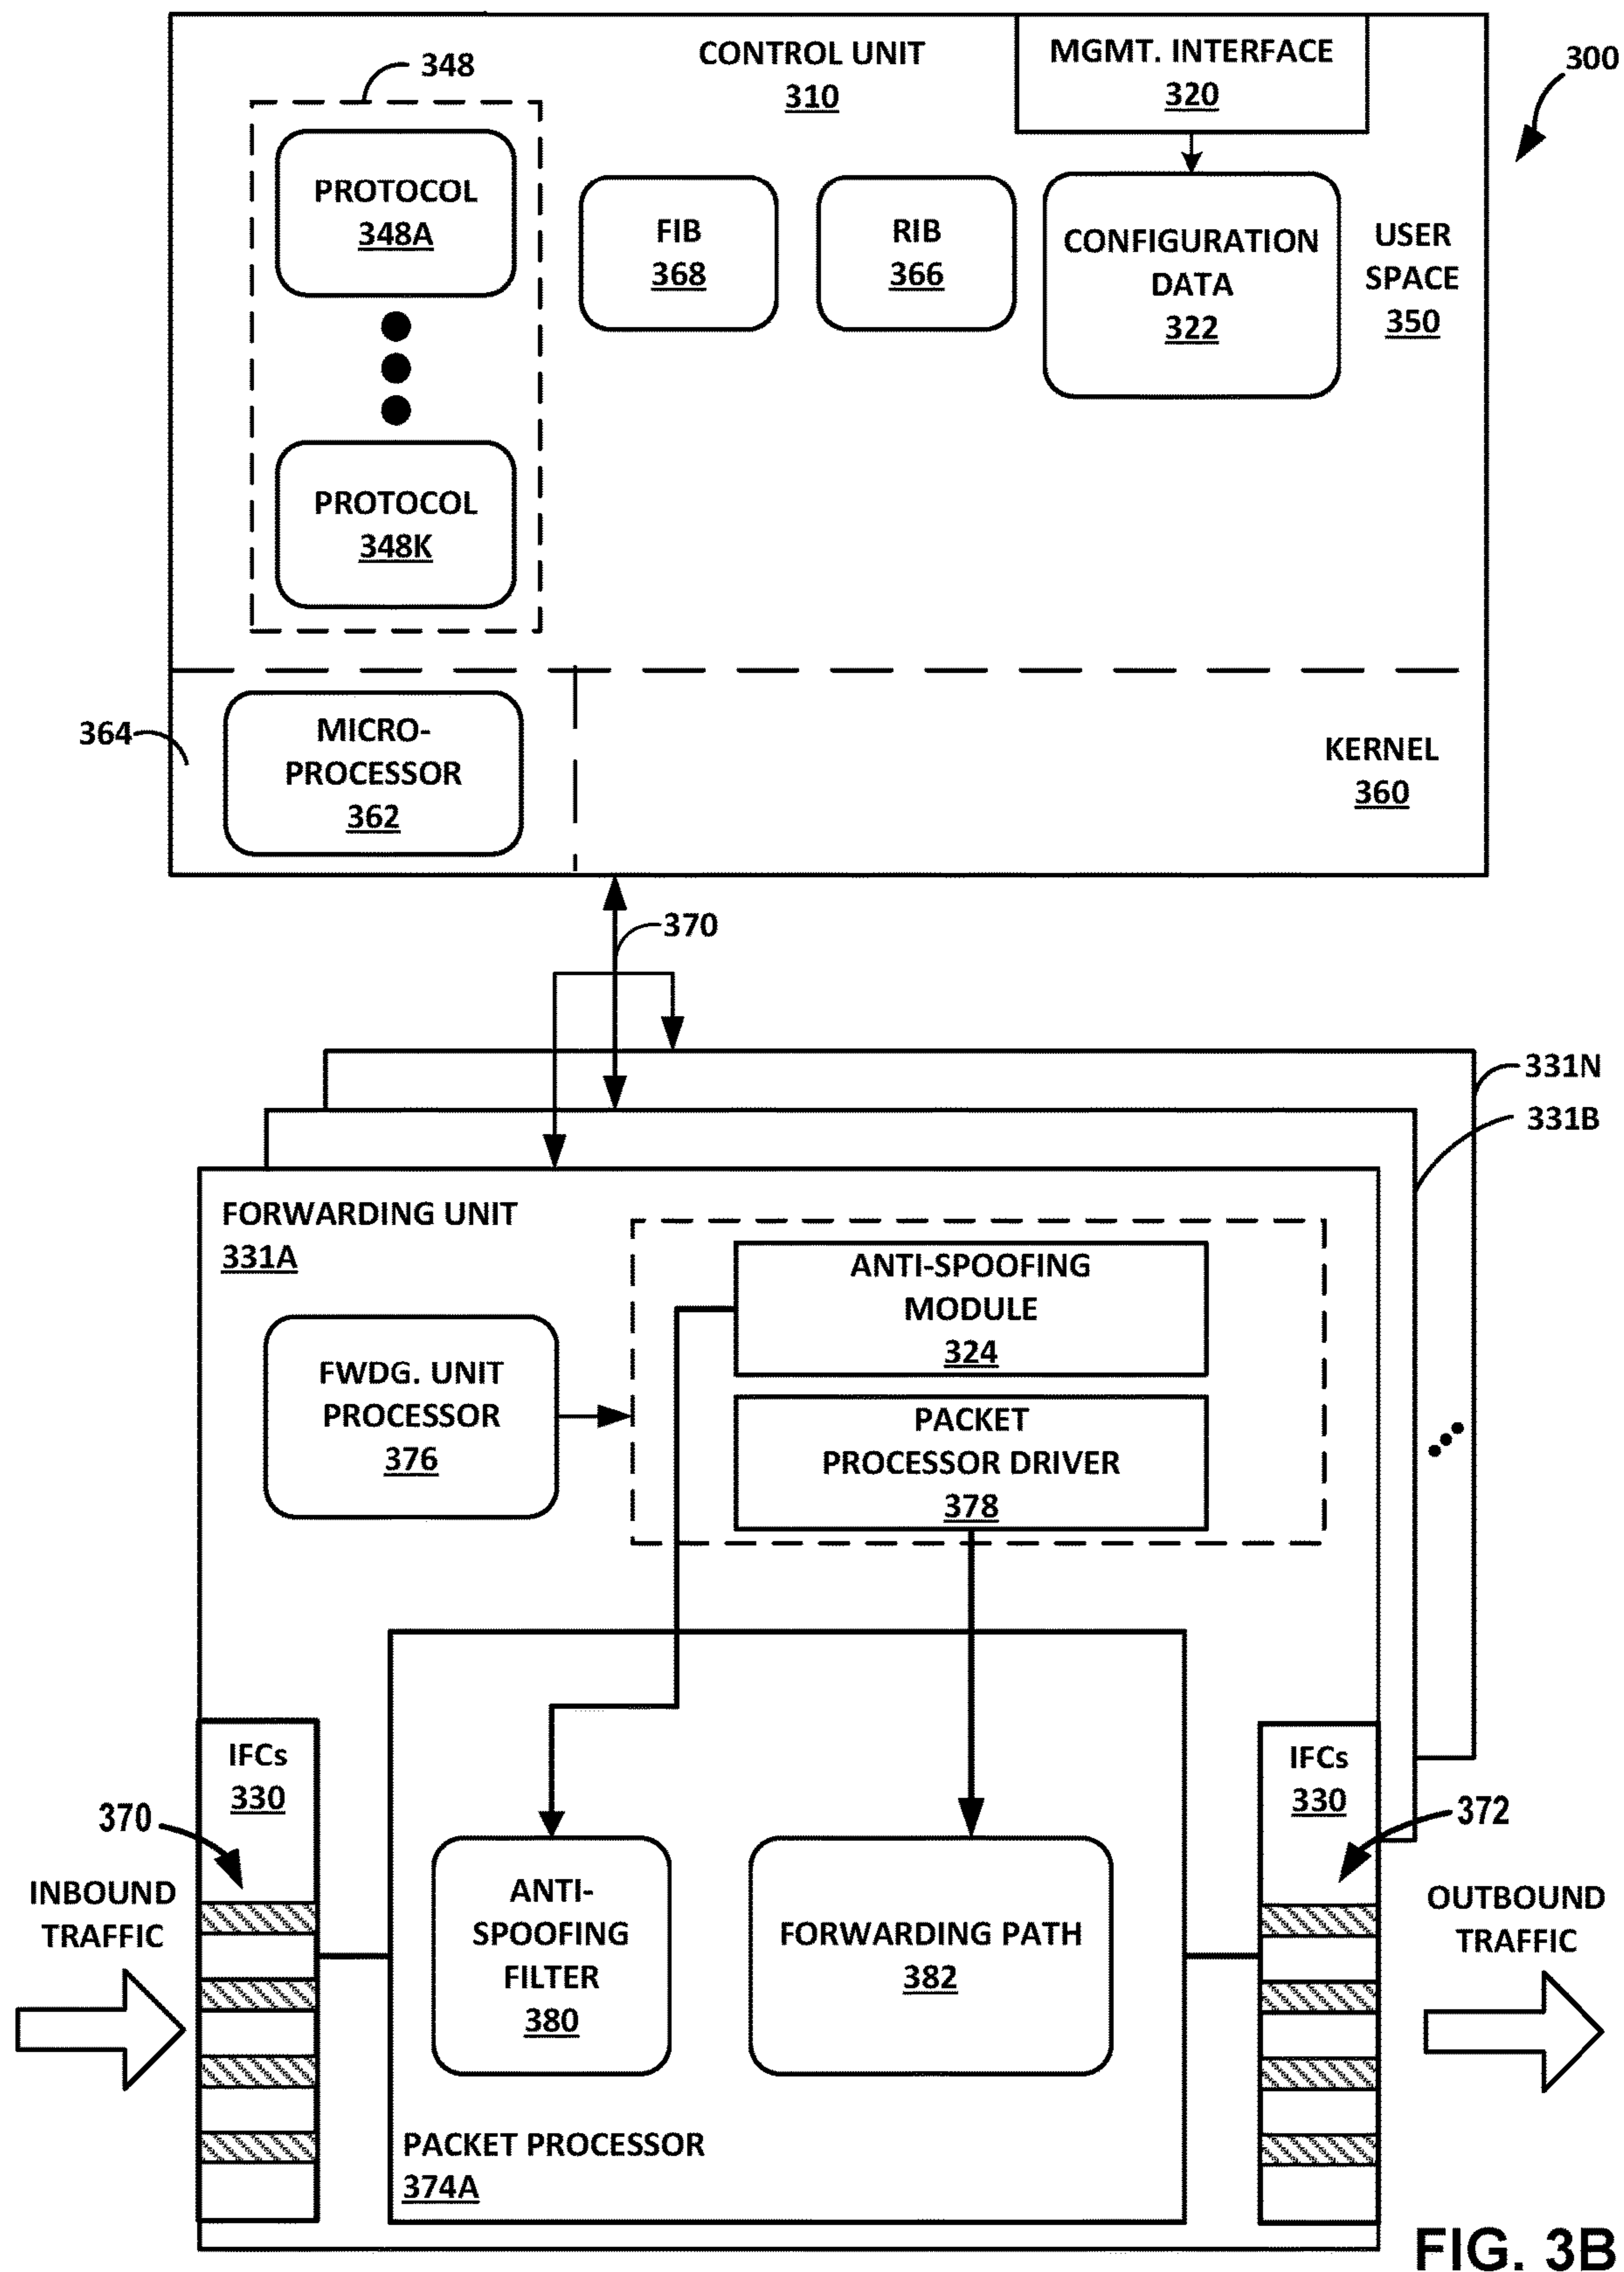 300
CONTROL UNIT
310
MGMT. INTERFACE
320
348
PROTOCOL
348A
PROTOCOL
348K
FIB
368
RIB
366
CONFIGURATION
DATA
322
USER
SPACE
350
364
MICRO-
PROCESSOR
362
KERNEL
360
370
331N
331B
FORWARDING UNIT
331A
FWDG. UNIT
PROCESSOR
376
ANTI-SPOOFING
MODULE
324
PACKET
PROCESSOR DRIVER
378
IFCs
330
370
INBOUND
TRAFFIC
ANTI-
SPOOFING
FILTER
380
FORWARDING PATH
382
PACKET PROCESSOR
374A
IFCs
330
372
OUTBOUND
TRAFFIC
FIG. 3B